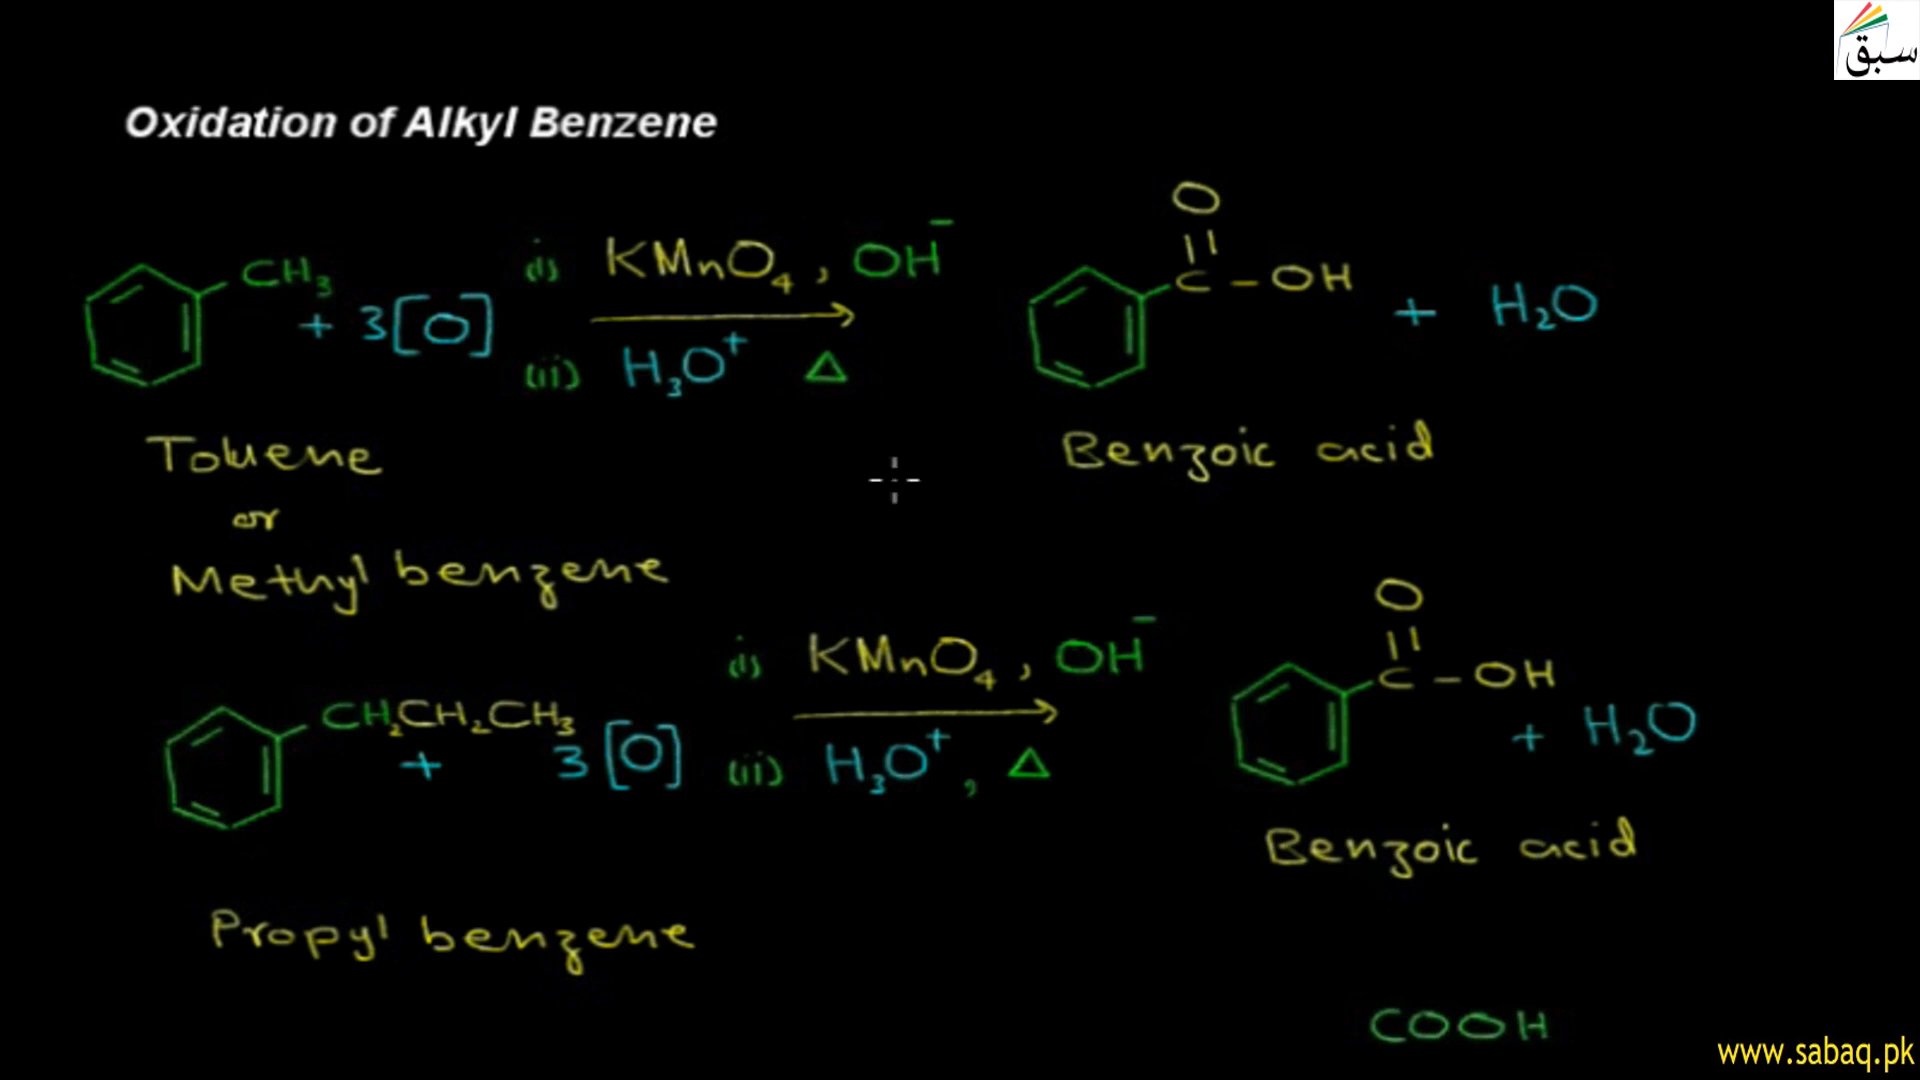 سبق
Oxidation of Alkyl Benzene
CH₃ + 3[O] (i) KMnO₄, OH⁻ (ii) H₃O⁺ △ → O || C – OH + H₂O
Toluene Benzoic acid
or
Methyl benzene
CH₂CH₂CH₃ + 3[O] (i) KMnO₄, OH⁻ (ii) H₃O⁺, △ → O || C – OH + H₂O
Benzoic acid
Propyl benzene
COOH
www.sabaq.pk